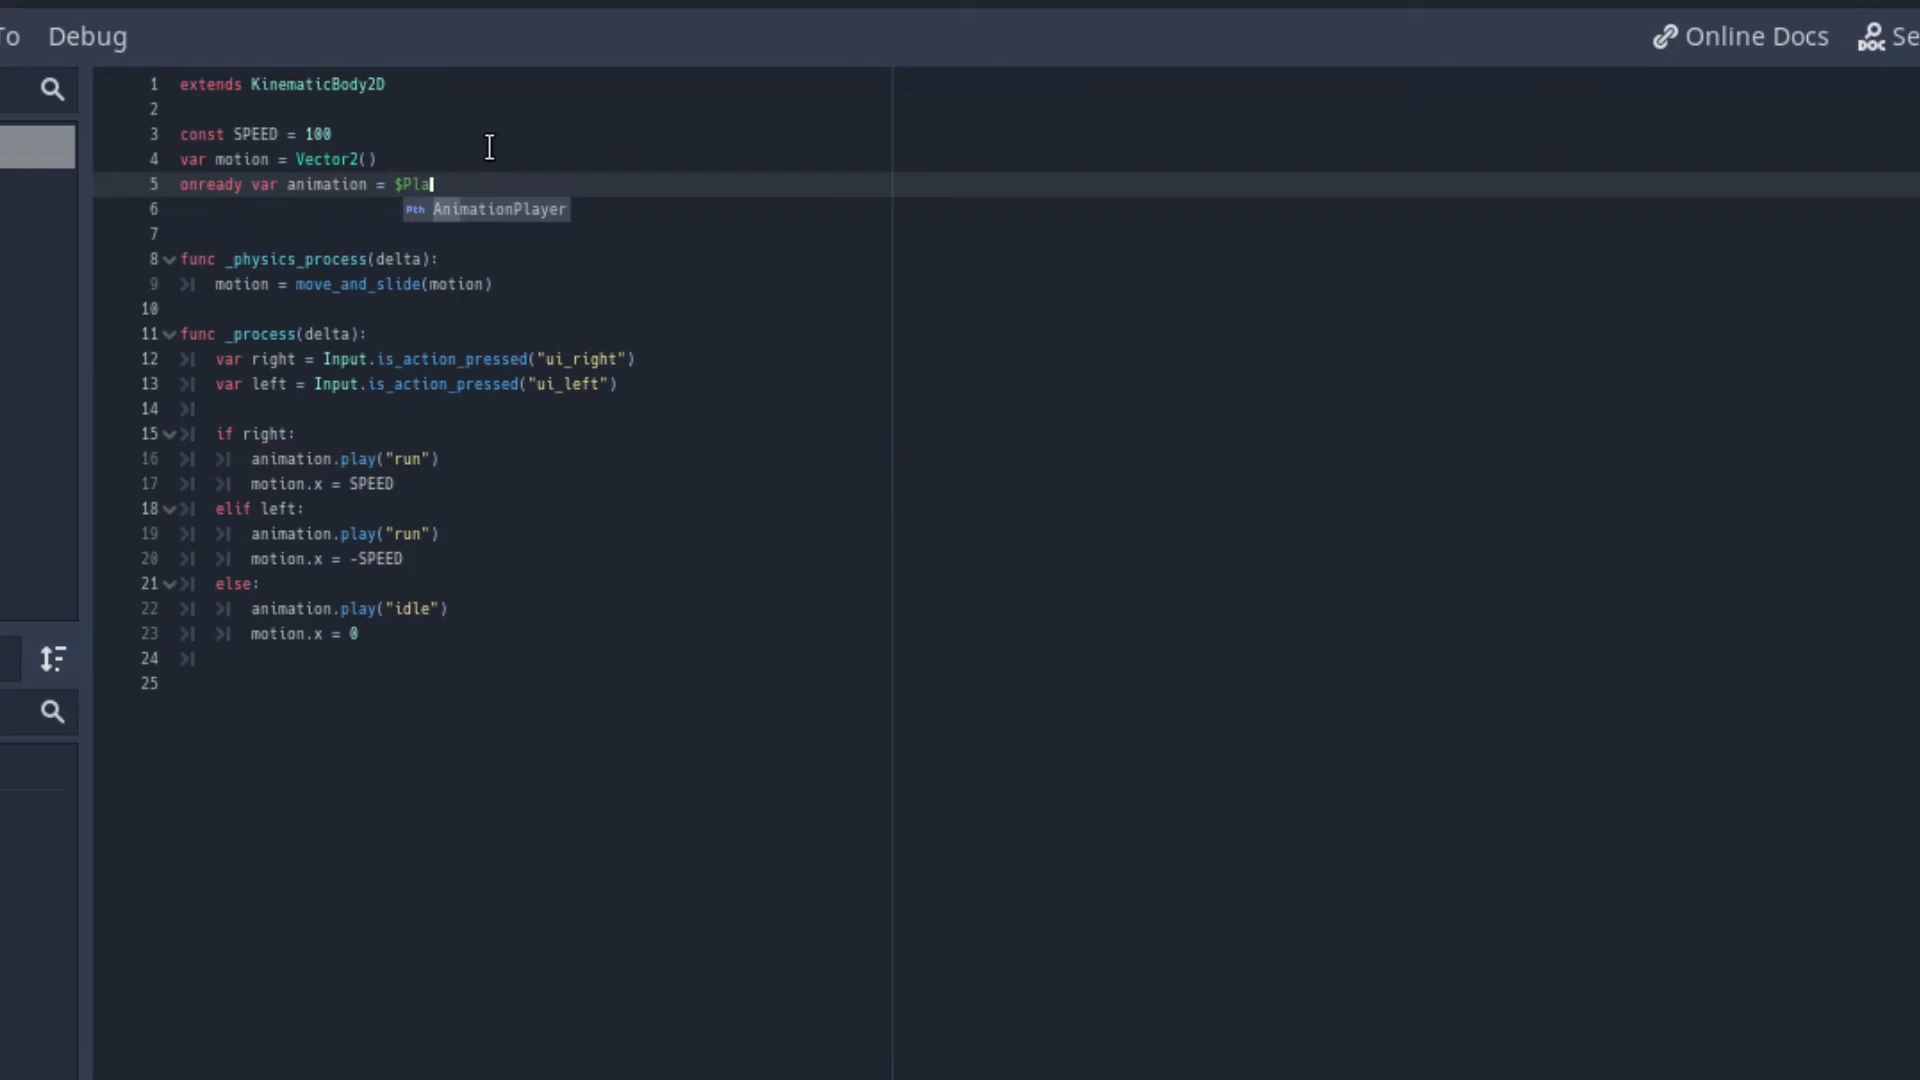 To Debug Online Docs Se
DOC
1 extends KinematicBody2D
2
3 const SPEED = 100
4 var motion = Vector2()
5 onready var animation = $Pla
Pth AnimationPlayer
6
7
8 func _physics_process(delta):
9 motion = move_and_slide(motion)
10
11 func _process(delta):
12 var right = Input.is_action_pressed("ui_right")
13 var left = Input.is_action_pressed("ui_left")
14
15 if right:
16 animation.play("run")
17 motion.x = SPEED
18 elif left:
19 animation.play("run")
20 motion.x = -SPEED
21 else:
22 animation.play("idle")
23 motion.x = 0
24
25